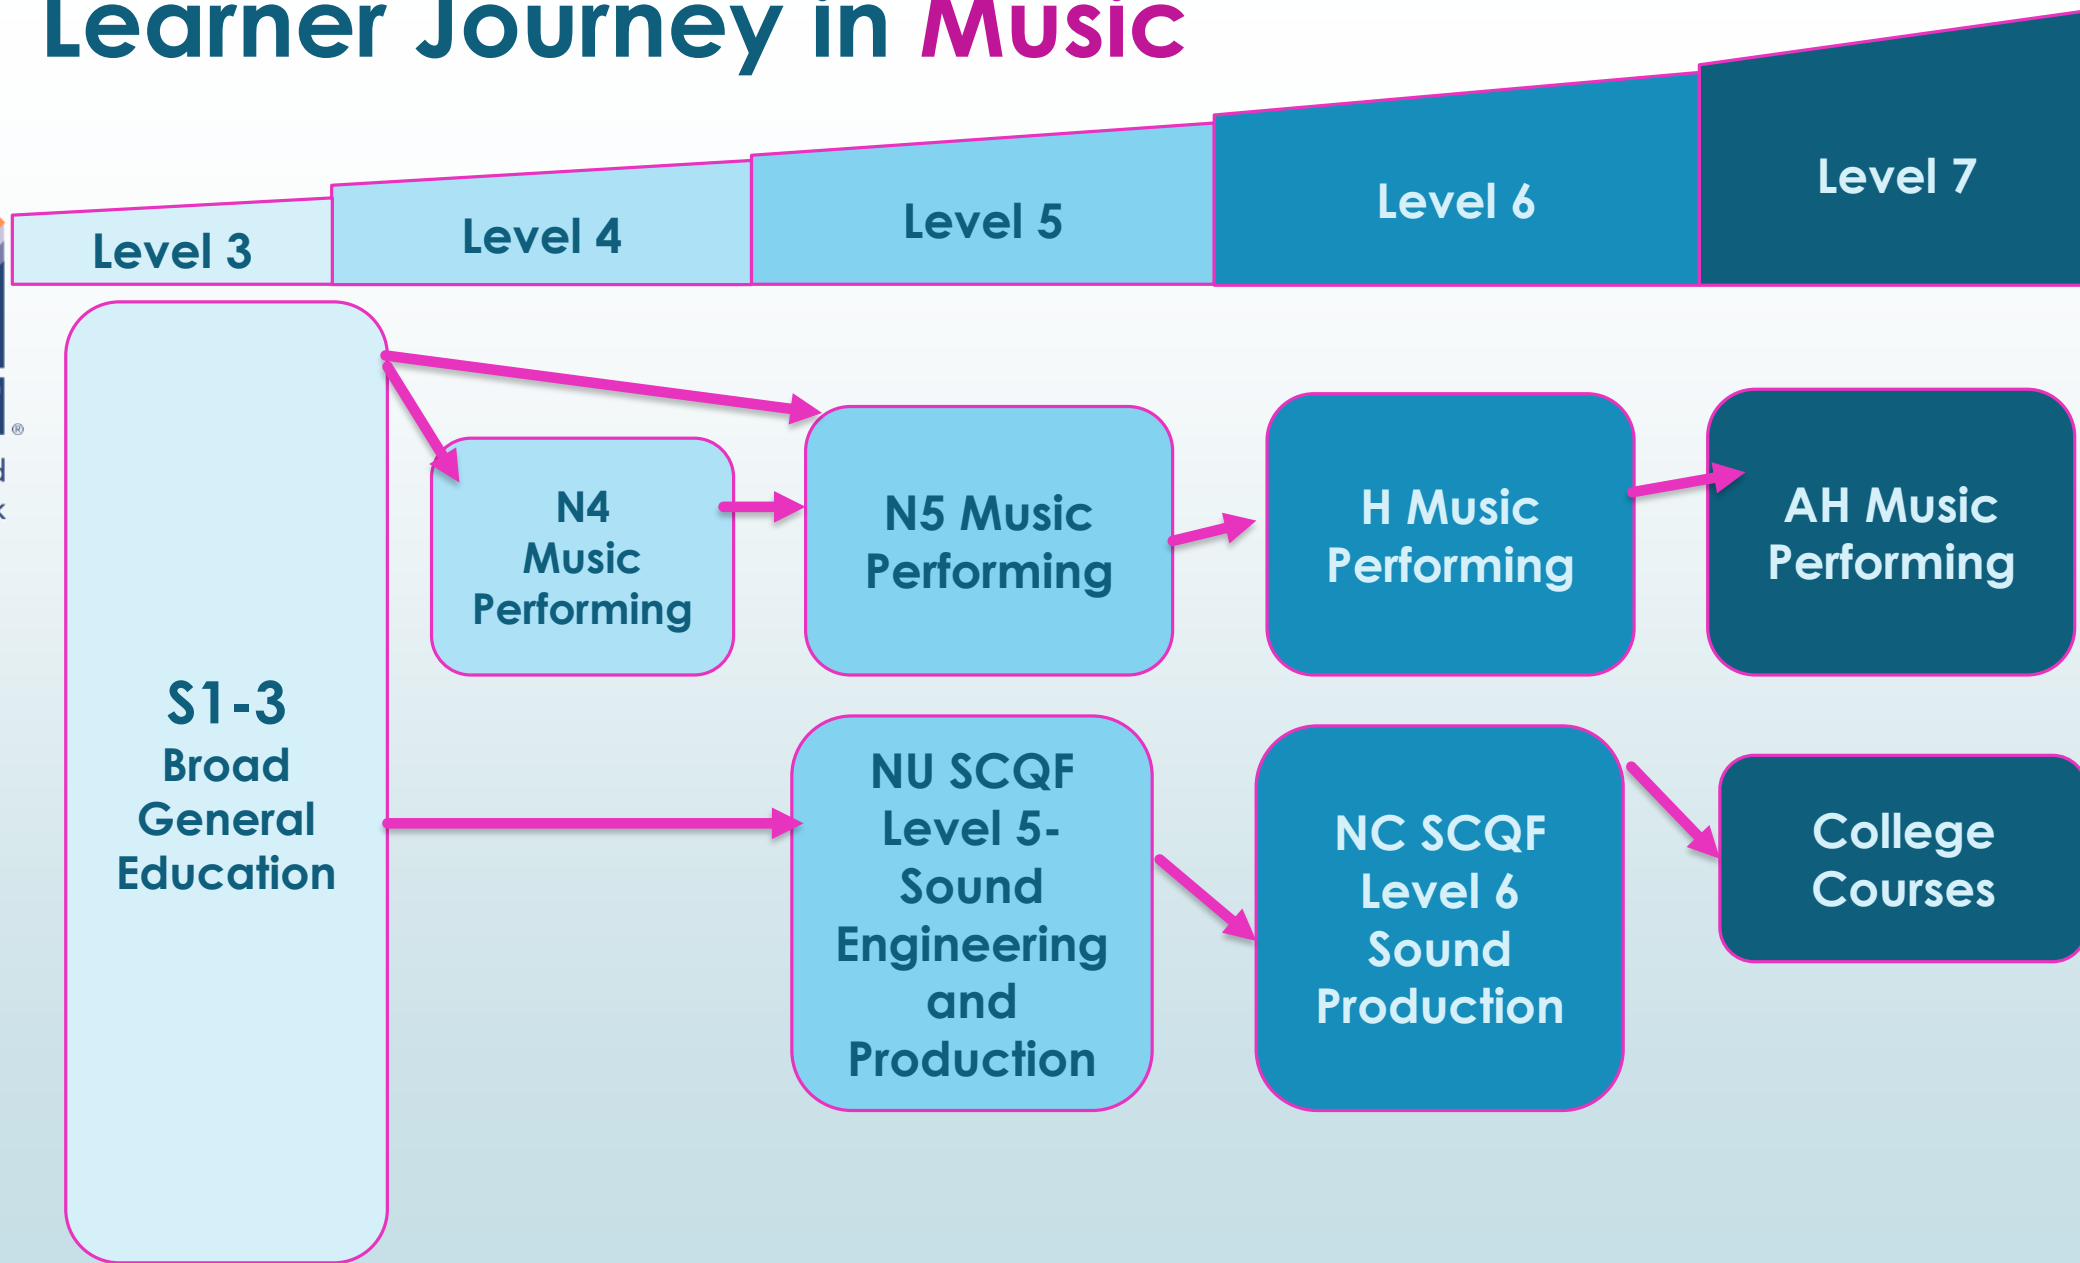 Learner Journey in Music
Level 3
Level 4
Level 5
Level 6
Level 7
®
S1-3
Broad
General
Education
N4
Music
Performing
N5 Music
Performing
H Music
Performing
AH Music
Performing
NU SCQF
Level 5-
Sound
Engineering
and
Production
NC SCQF
Level 6
Sound
Production
College
Courses